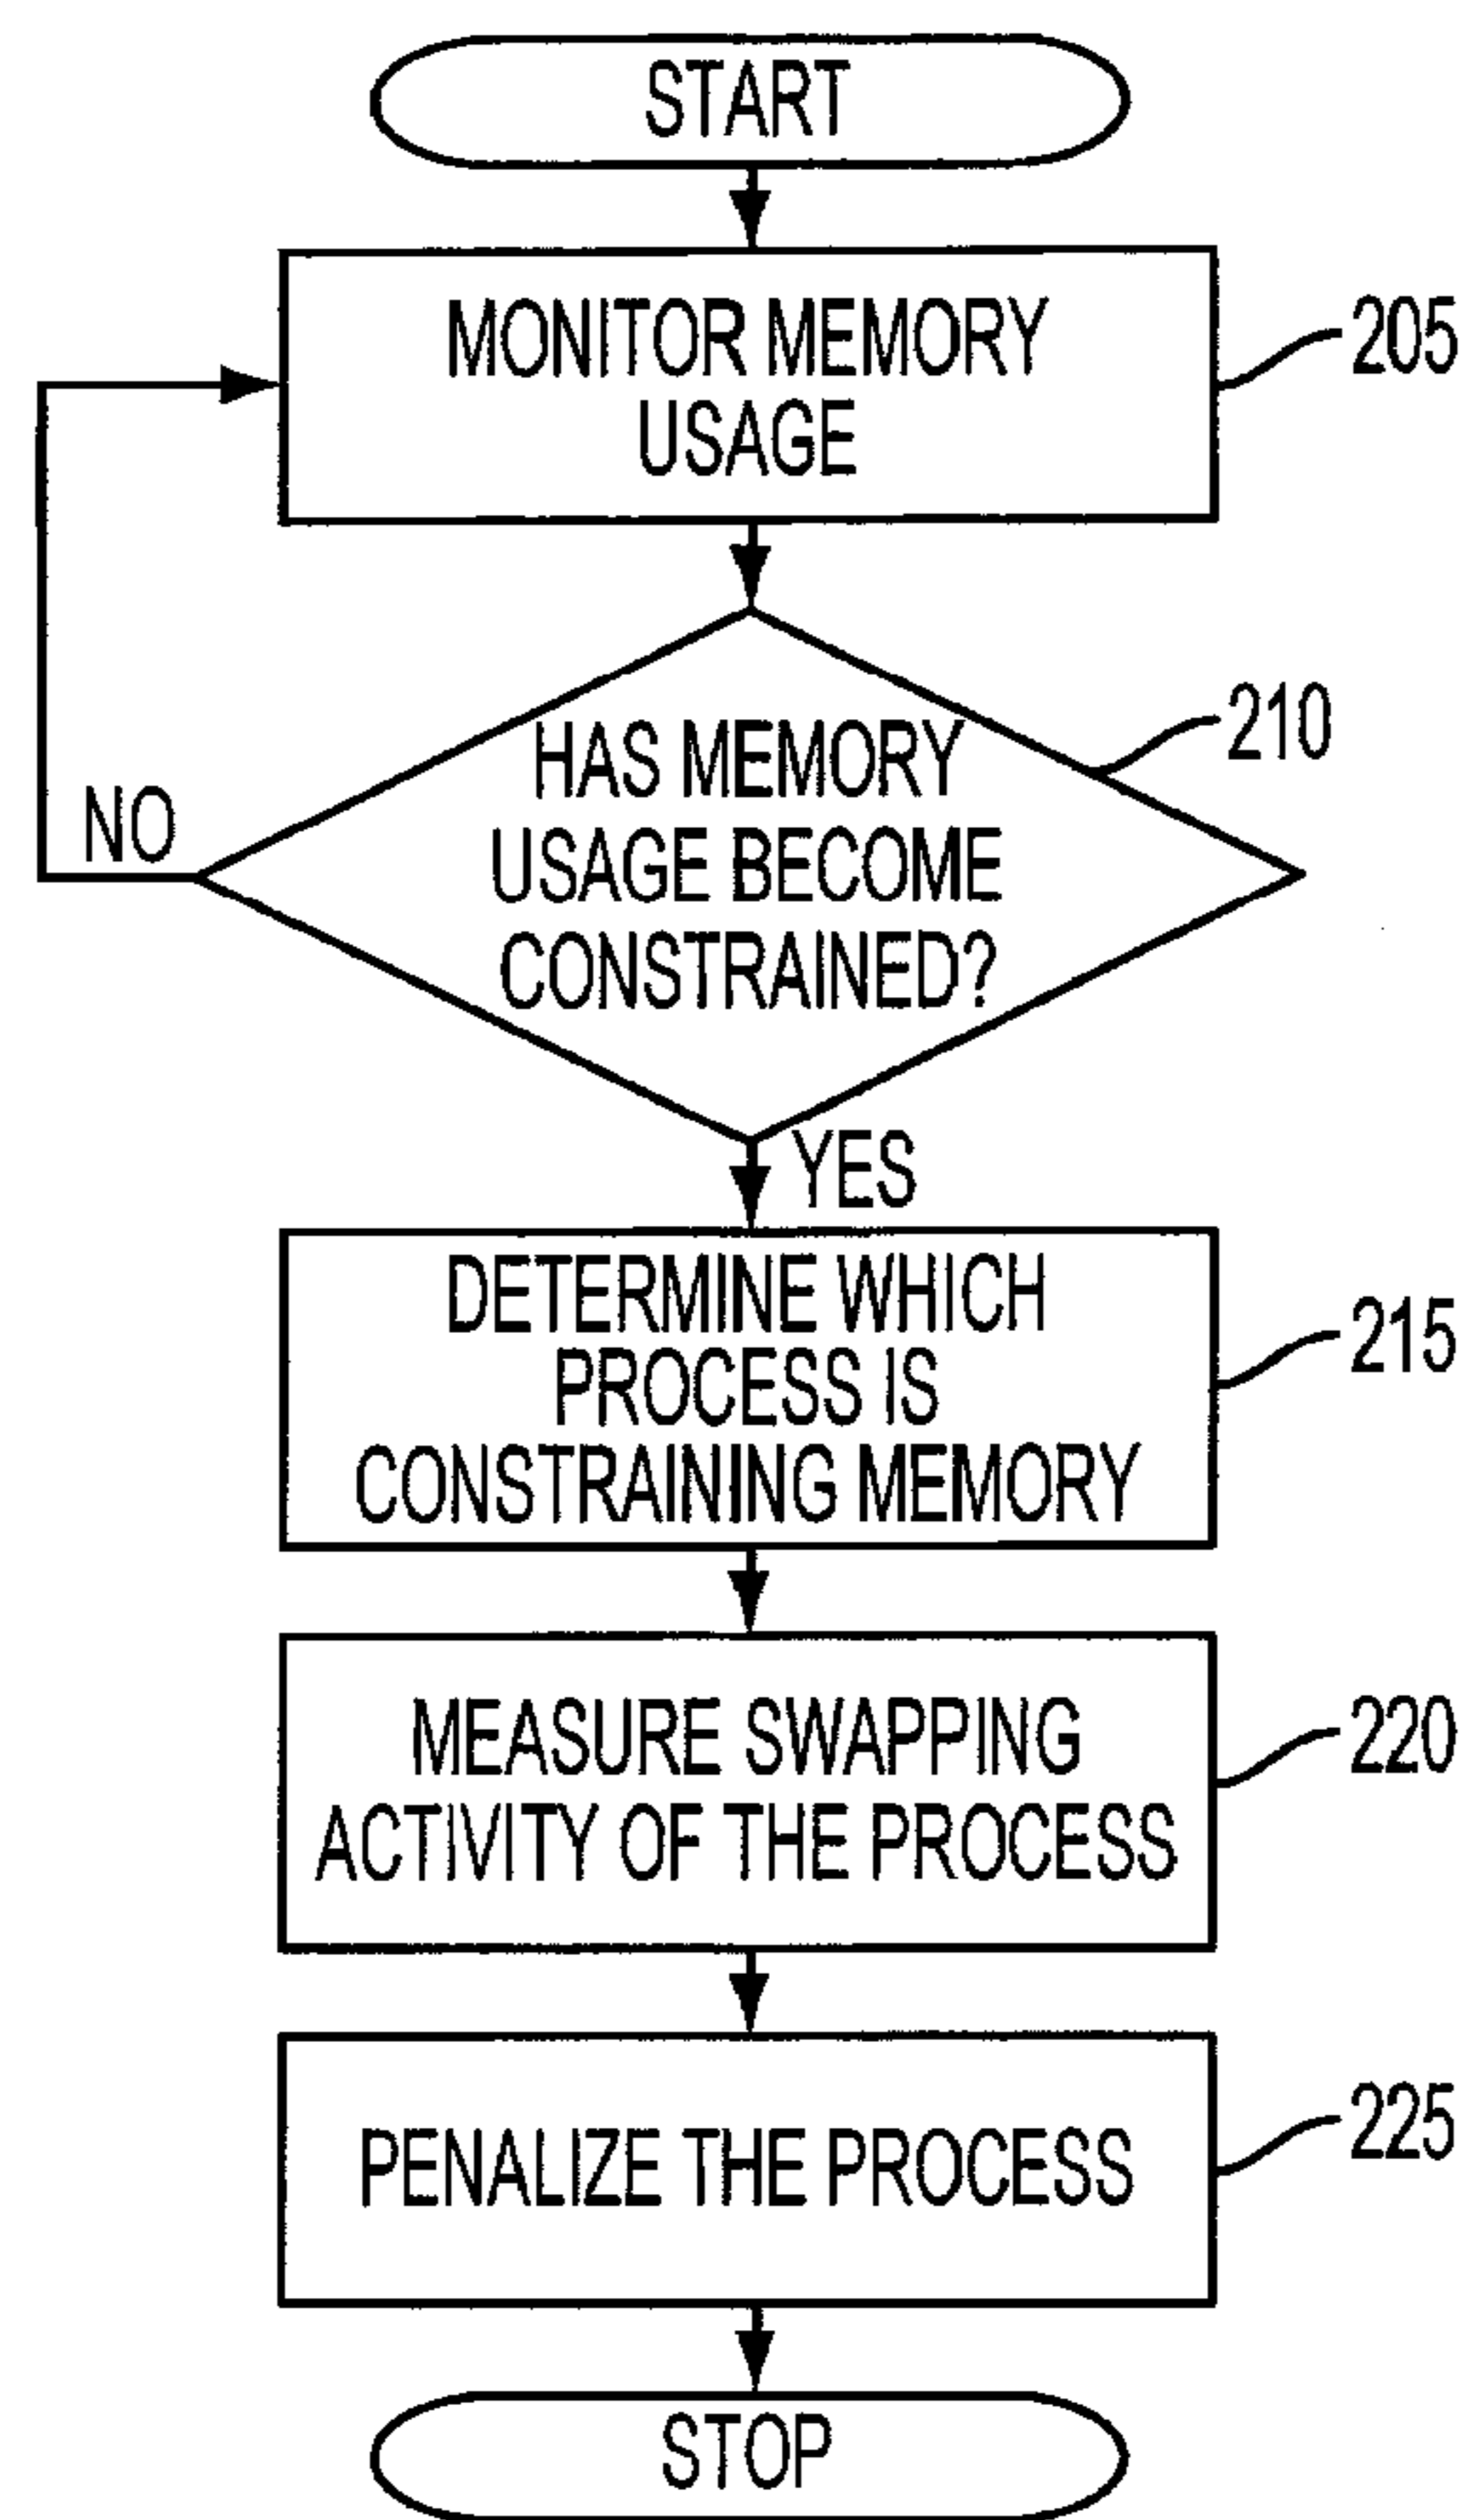 START
MONITOR MEMORY
USAGE
205
HAS MEMORY
USAGE BECOME
CONSTRAINED?
210
NO
YES
DETERMINE WHICH
PROCESS IS
CONSTRAINING MEMORY
215
MEASURE SWAPPING
ACTIVITY OF THE PROCESS
220
PENALIZE THE PROCESS
225
STOP